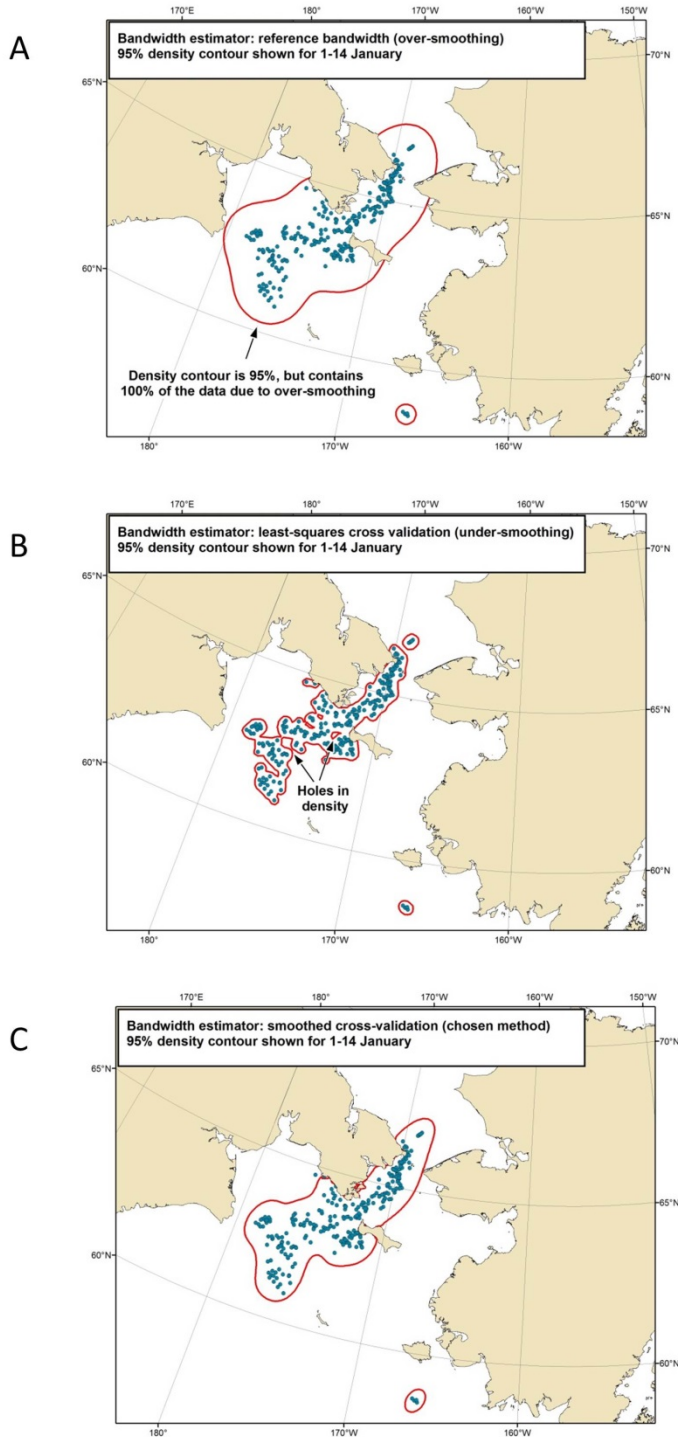 A
170°E
180°
170°W
150°W
Bandwidth estimator: reference bandwidth (over-smoothing)
95% density contour shown for 1-14 January
70°N
65°N
65°N
60°N
Density contour is 95%, but contains
100% of the data due to over-smoothing
60°N
180°
170°W
160°W
B
170°E
180°
170°W
150°W
Bandwidth estimator: least-squares cross validation (under-smoothing)
95% density contour shown for 1-14 January
70°N
65°N
65°N
60°N
Holes in
density
60°N
180°
170°W
160°W
C
170°E
180°
170°W
160°W
150°W
Bandwidth estimator: smoothed cross-validation (chosen method)
95% density contour shown for 1-14 January
70°N
65°N
65°N
60°N
60°N
170°W
160°W